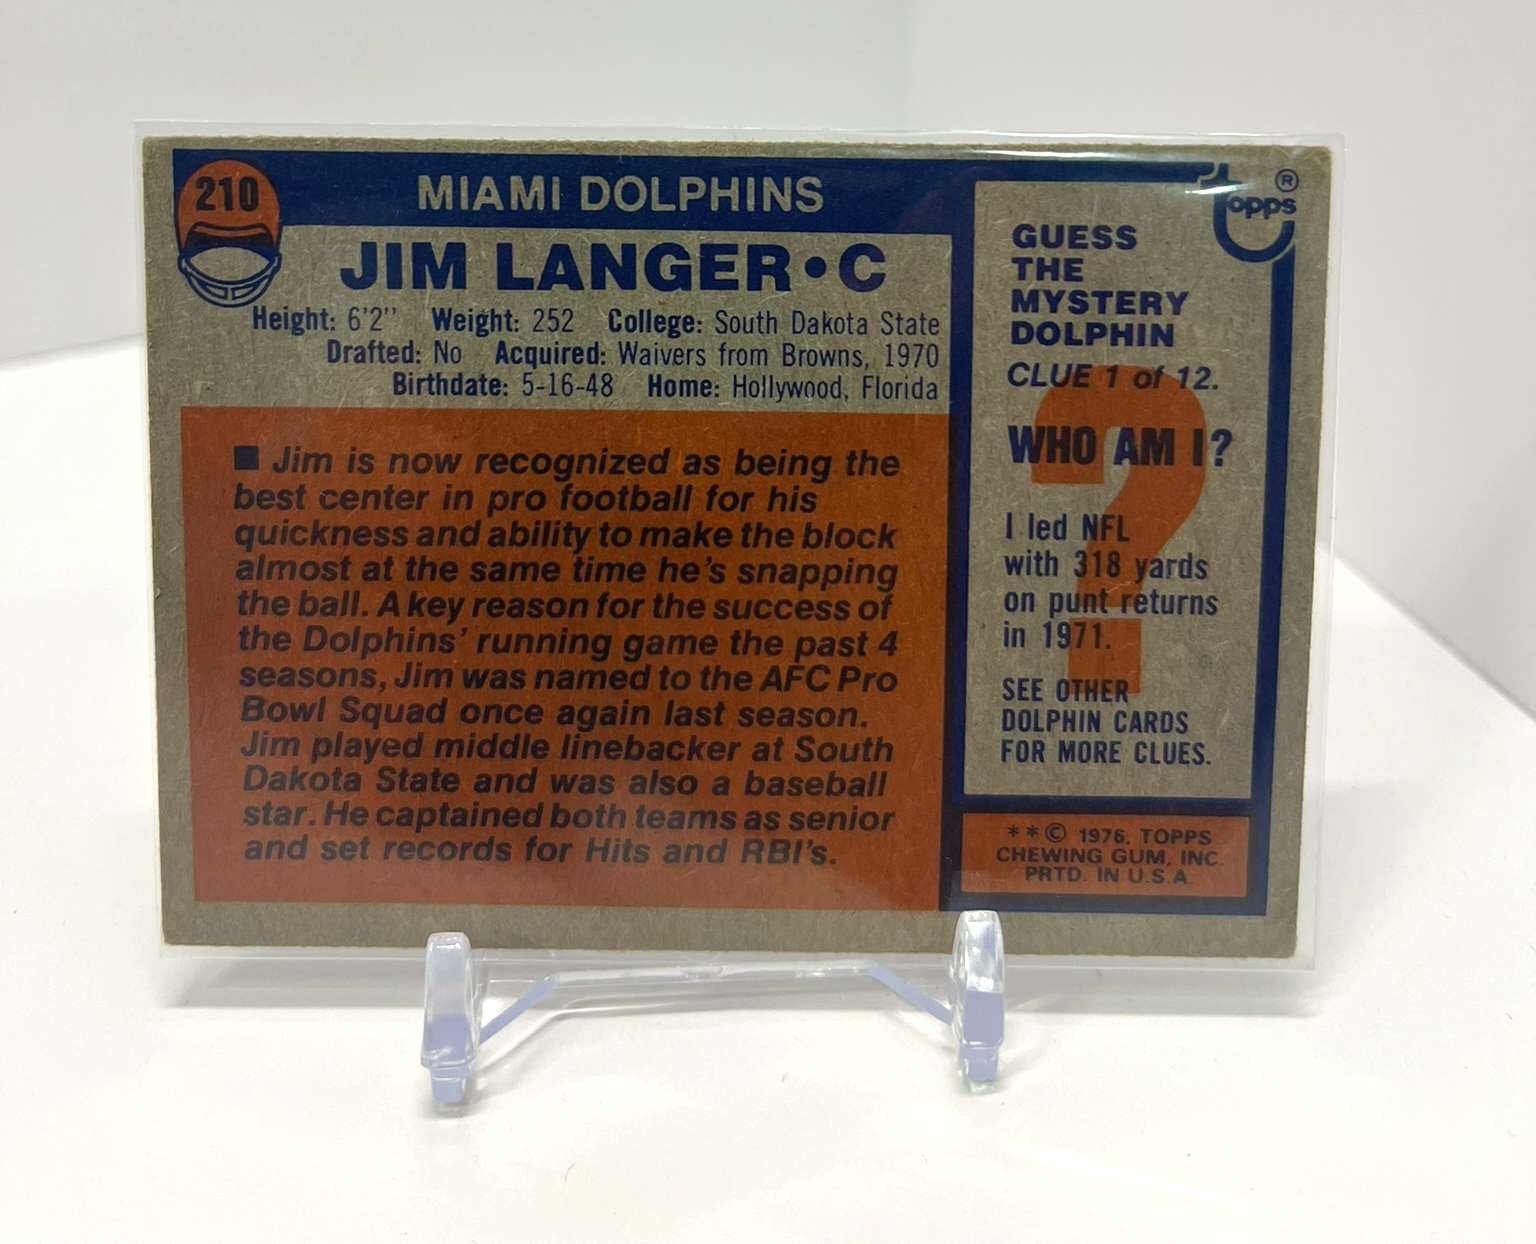 210
MIAMI DOLPHINS
JIM LANGER • C
Height: 6'2" Weight: 252 College: South Dakota State
Drafted: No Acquired: Waivers from Browns, 1970
Birthdate: 5-16-48 Home: Hollywood, Florida
■ Jim is now recognized as being the
best center in pro football for his
quickness and ability to make the block
almost at the same time he's snapping
the ball. A key reason for the success of
the Dolphins' running game the past 4
seasons, Jim was named to the AFC Pro
Bowl Squad once again last season.
Jim played middle linebacker at South
Dakota State and was also a baseball
star. He captained both teams as senior
and set records for Hits and RBI's.
topps ®
GUESS
THE
MYSTERY
DOLPHIN
CLUE 1 of 12.
?
WHO AM I?
I led NFL
with 318 yards
on punt returns
in 1971.
SEE OTHER
DOLPHIN CARDS
FOR MORE CLUES.
**© 1976, TOPPS
CHEWING GUM, INC.
PRTD. IN U.S.A.